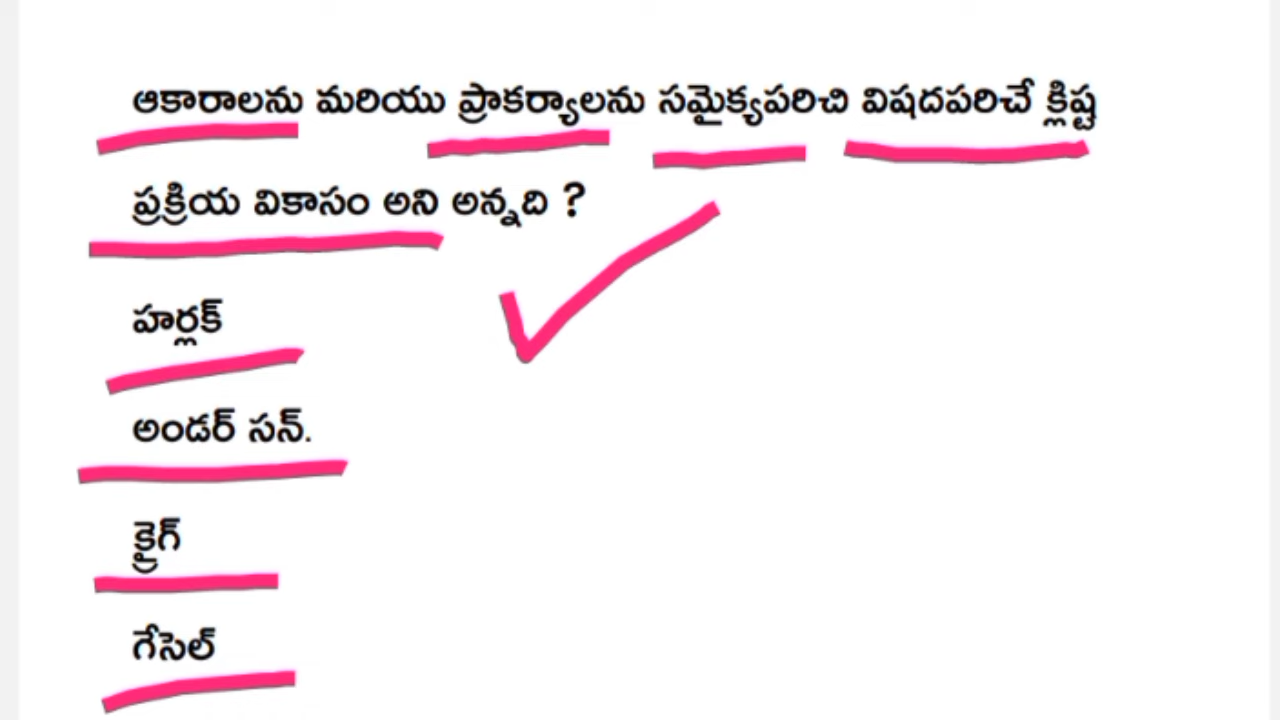 ఆకారాలను మరియు ప్రాకర్యాలను సమైక్యపరిచి విషదపరిచే క్లిష్ట
ప్రక్రియ వికాసం అని అన్నది ?
హర్లక్
అండర్ సన్.
క్రైగ్
గేసెల్